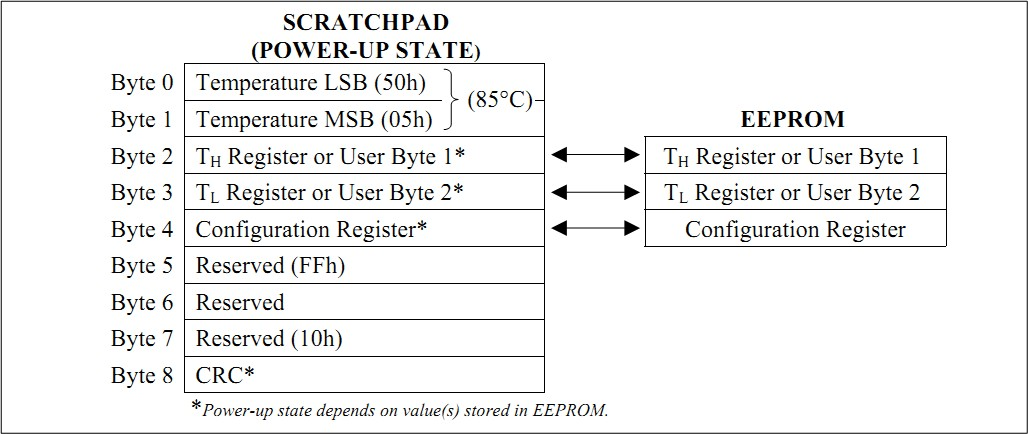 SCRATCHPAD
(POWER-UP STATE)
Byte 0 Temperature LSB (50h)
(85°C)
Byte 1 Temperature MSB (05h)
EEPROM
Byte 2 TH Register or User Byte 1* TH Register or User Byte 1
Byte 3 TL Register or User Byte 2* TL Register or User Byte 2
Byte 4 Configuration Register* Configuration Register
Byte 5 Reserved (FFh)
Byte 6 Reserved
Byte 7 Reserved (10h)
Byte 8 CRC*
*Power-up state depends on value(s) stored in EEPROM.